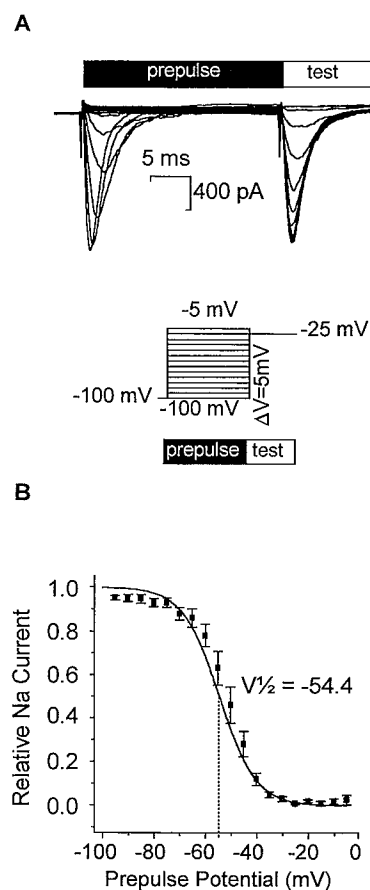 A
prepulse test
5 ms
400 pA
-5 mV
-25 mV
ΔV=5mV
-100 mV
-100 mV
prepulse test
B
Relative Na Current
1.0
0.8
0.6
0.4
0.2
0.0
V½ = -54.4
-100 -80 -60 -40 -20 0
Prepulse Potential (mV)